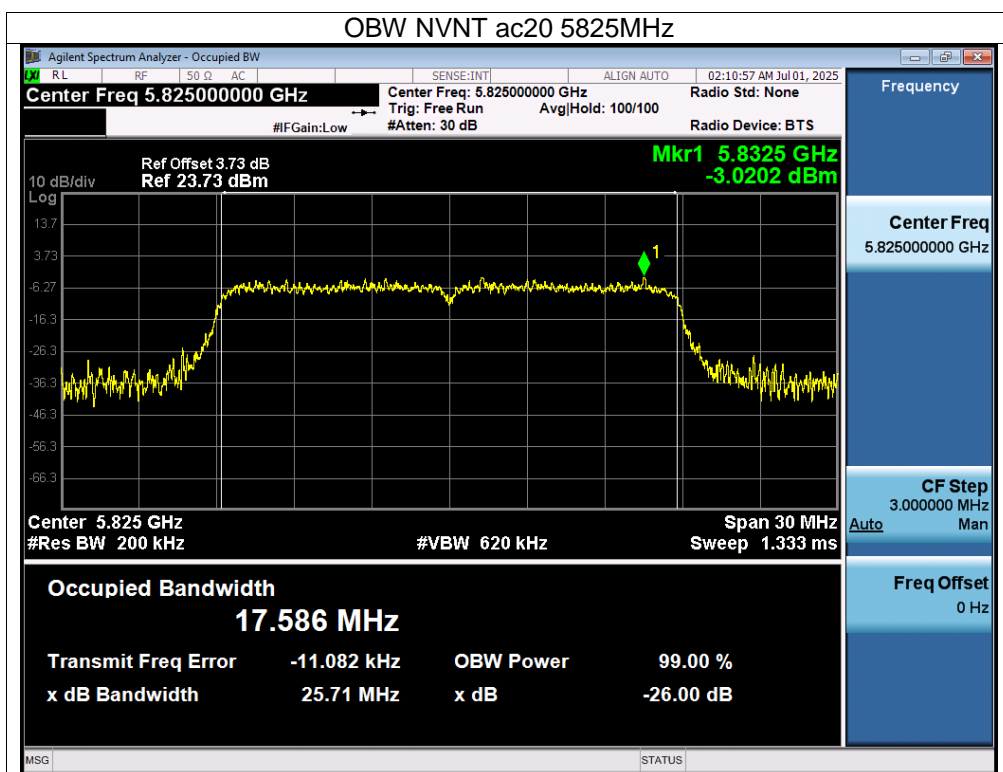 OBW NVNT ac20 5825MHz
Agilent Spectrum Analyzer - Occupied BW
LXI RL RF 50 Ω AC SENSE:INT ALIGN AUTO 02:10:57 AM Jul 01, 2025
Center Freq 5.825000000 GHz
Center Freq: 5.825000000 GHz
Radio Std: None
Trig: Free Run Avg|Hold: 100/100
#IFGain:Low
#Atten: 30 dB
Radio Device: BTS
Ref Offset 3.73 dB
10 dB/div Ref 23.73 dBm
Mkr1 5.8325 GHz
-3.0202 dBm
Log
13.7
3.73
-6.27
-16.3
-26.3
-36.3
-46.3
-56.3
-66.3
1
Center 5.825 GHz Span 30 MHz
#Res BW 200 kHz #VBW 620 kHz Sweep 1.333 ms
Occupied Bandwidth
17.586 MHz
Transmit Freq Error -11.082 kHz OBW Power 99.00 %
x dB Bandwidth 25.71 MHz x dB -26.00 dB
Frequency
Center Freq
5.825000000 GHz
CF Step
3.000000 MHz
Auto Man
Freq Offset
0 Hz
MSG STATUS